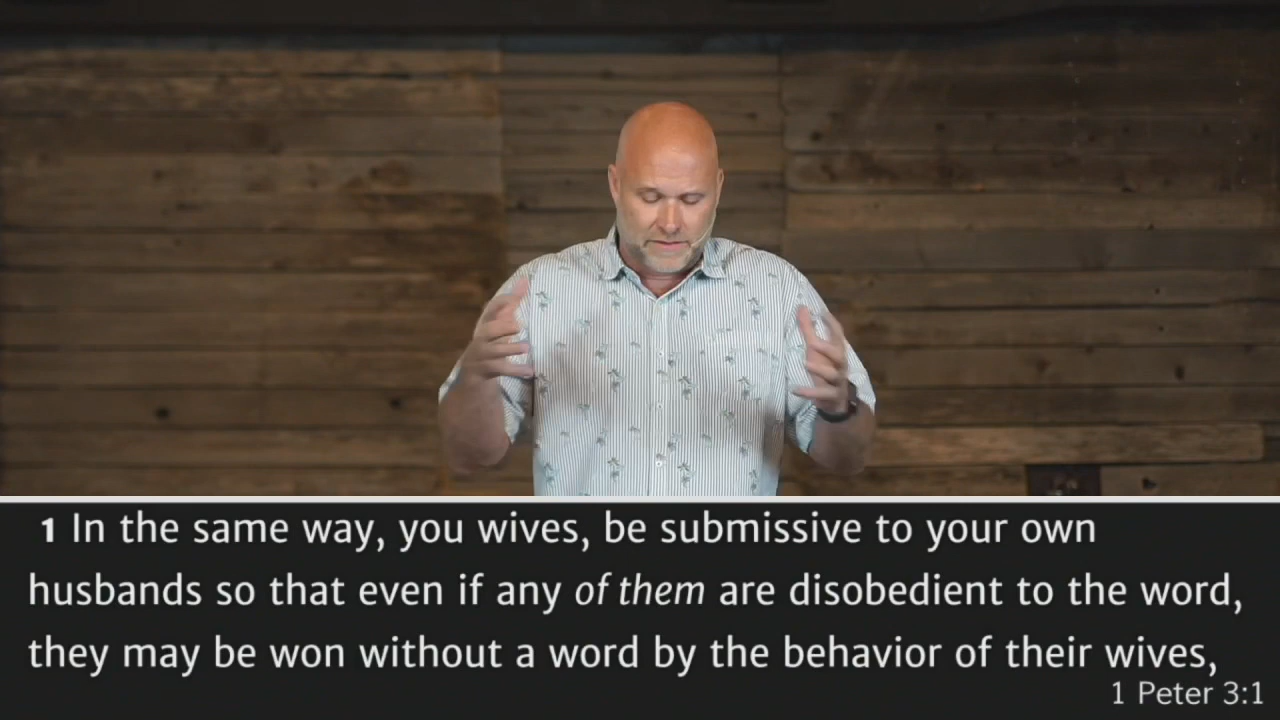 1 In the same way, you wives, be submissive to your own
husbands so that even if any of them are disobedient to the word,
they may be won without a word by the behavior of their wives,
1 Peter 3:1